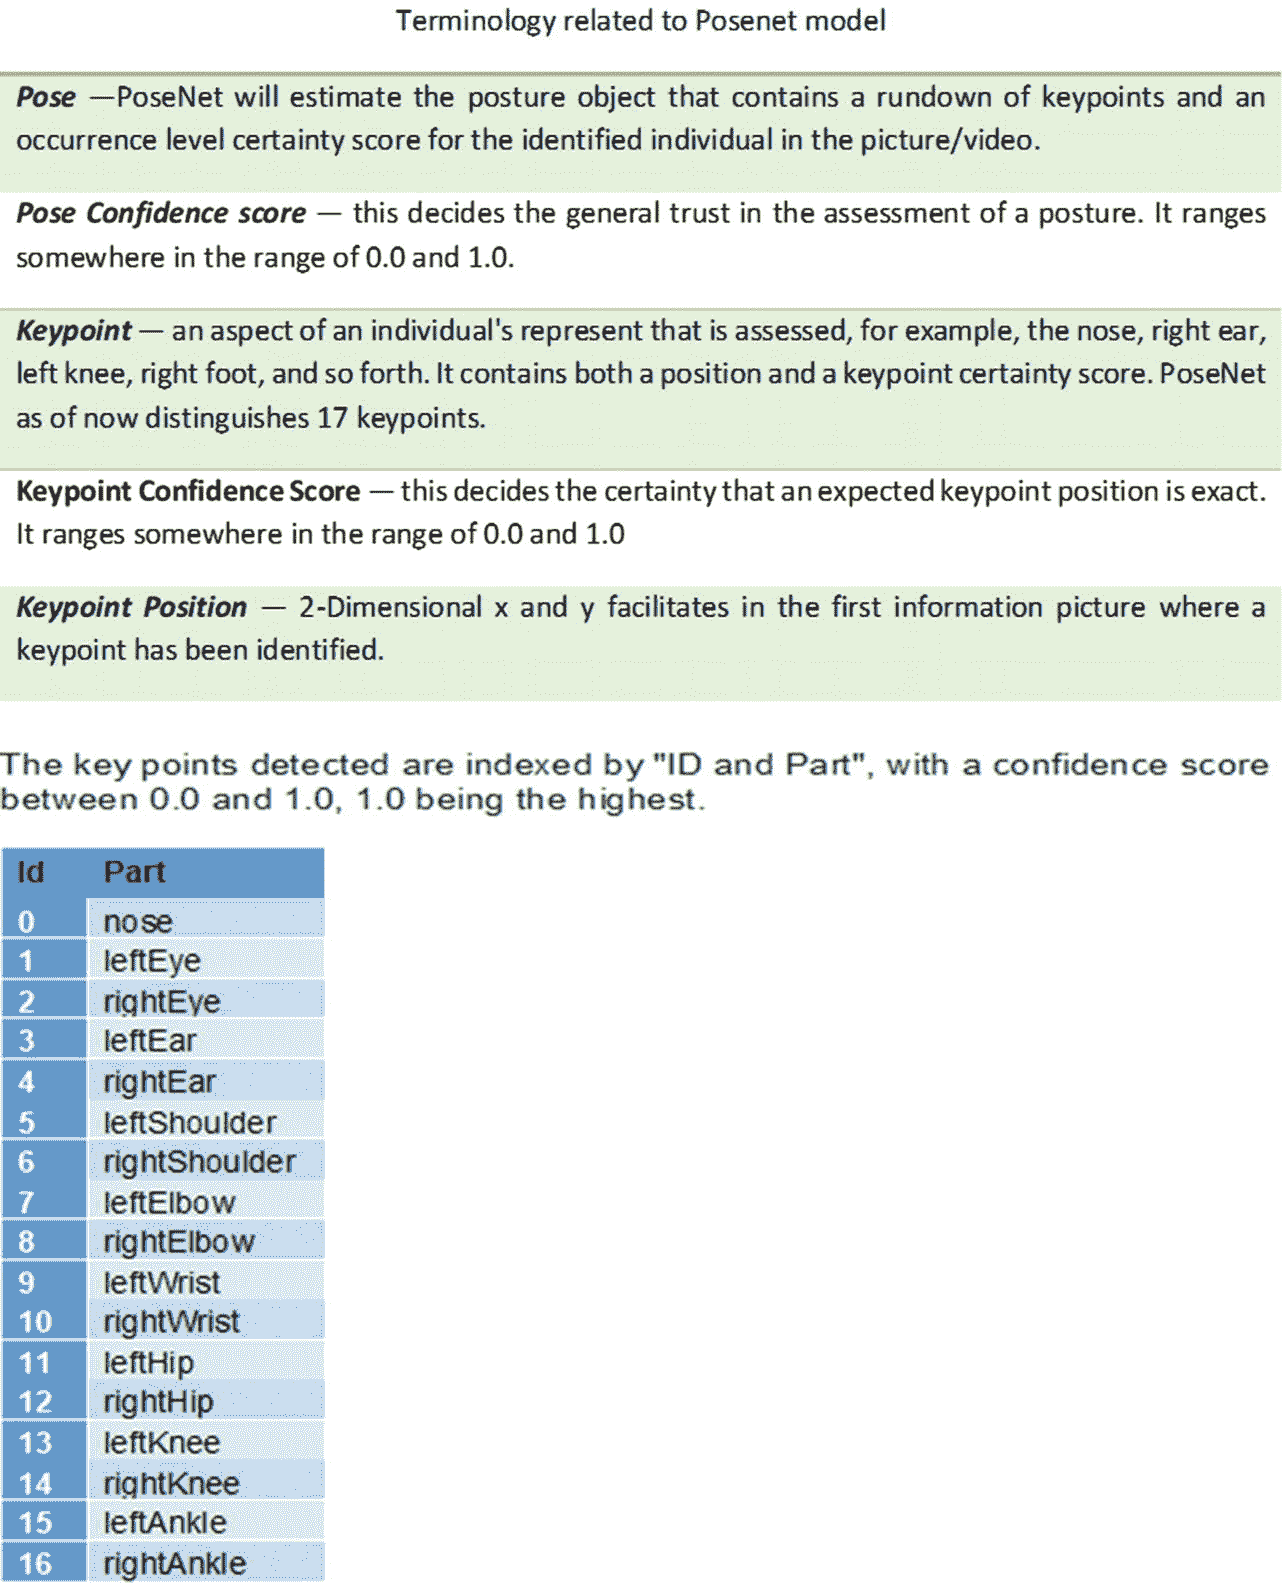 Terminology related to Posenet model
Pose —PoseNet will estimate the posture object that contains a rundown of keypoints and an
occurrence level certainty score for the identified individual in the picture/video.
Pose Confidence score — this decides the general trust in the assessment of a posture. It ranges
somewhere in the range of 0.0 and 1.0.
Keypoint — an aspect of an individual's represent that is assessed, for example, the nose, right ear,
left knee, right foot, and so forth. It contains both a position and a keypoint certainty score. PoseNet
as of now distinguishes 17 keypoints.
Keypoint Confidence Score — this decides the certainty that an expected keypoint position is exact.
It ranges somewhere in the range of 0.0 and 1.0
Keypoint Position — 2-Dimensional x and y facilitates in the first information picture where a
keypoint has been identified.
The key points detected are indexed by "ID and Part", with a confidence score
between 0.0 and 1.0, 1.0 being the highest.
Id Part
0 nose
1 leftEye
2 rightEye
3 leftEar
4 rightEar
5 leftShoulder
6 rightShoulder
7 leftElbow
8 rightElbow
9 leftWrist
10 rightWrist
11 leftHip
12 rightHip
13 leftKnee
14 rightKnee
15 leftAnkle
16 rightAnkle